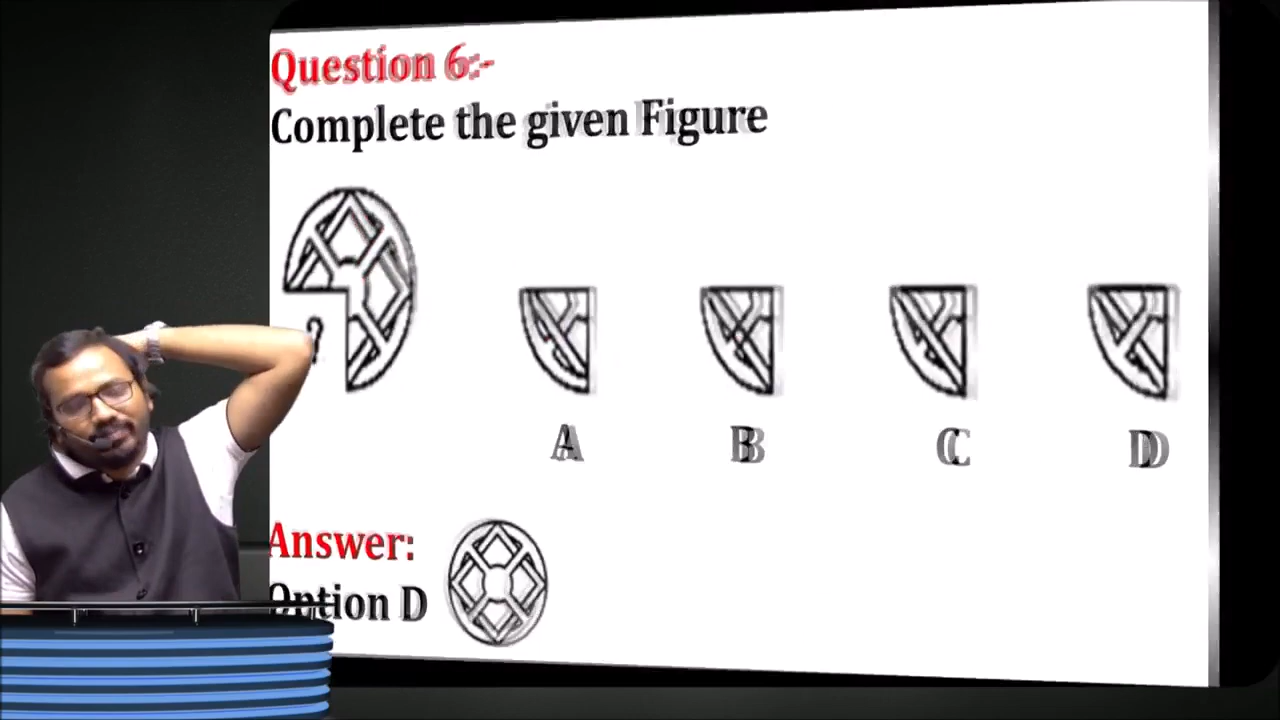 Question 6:-
Complete the given Figure
?
A B C D
Answer:
Option D